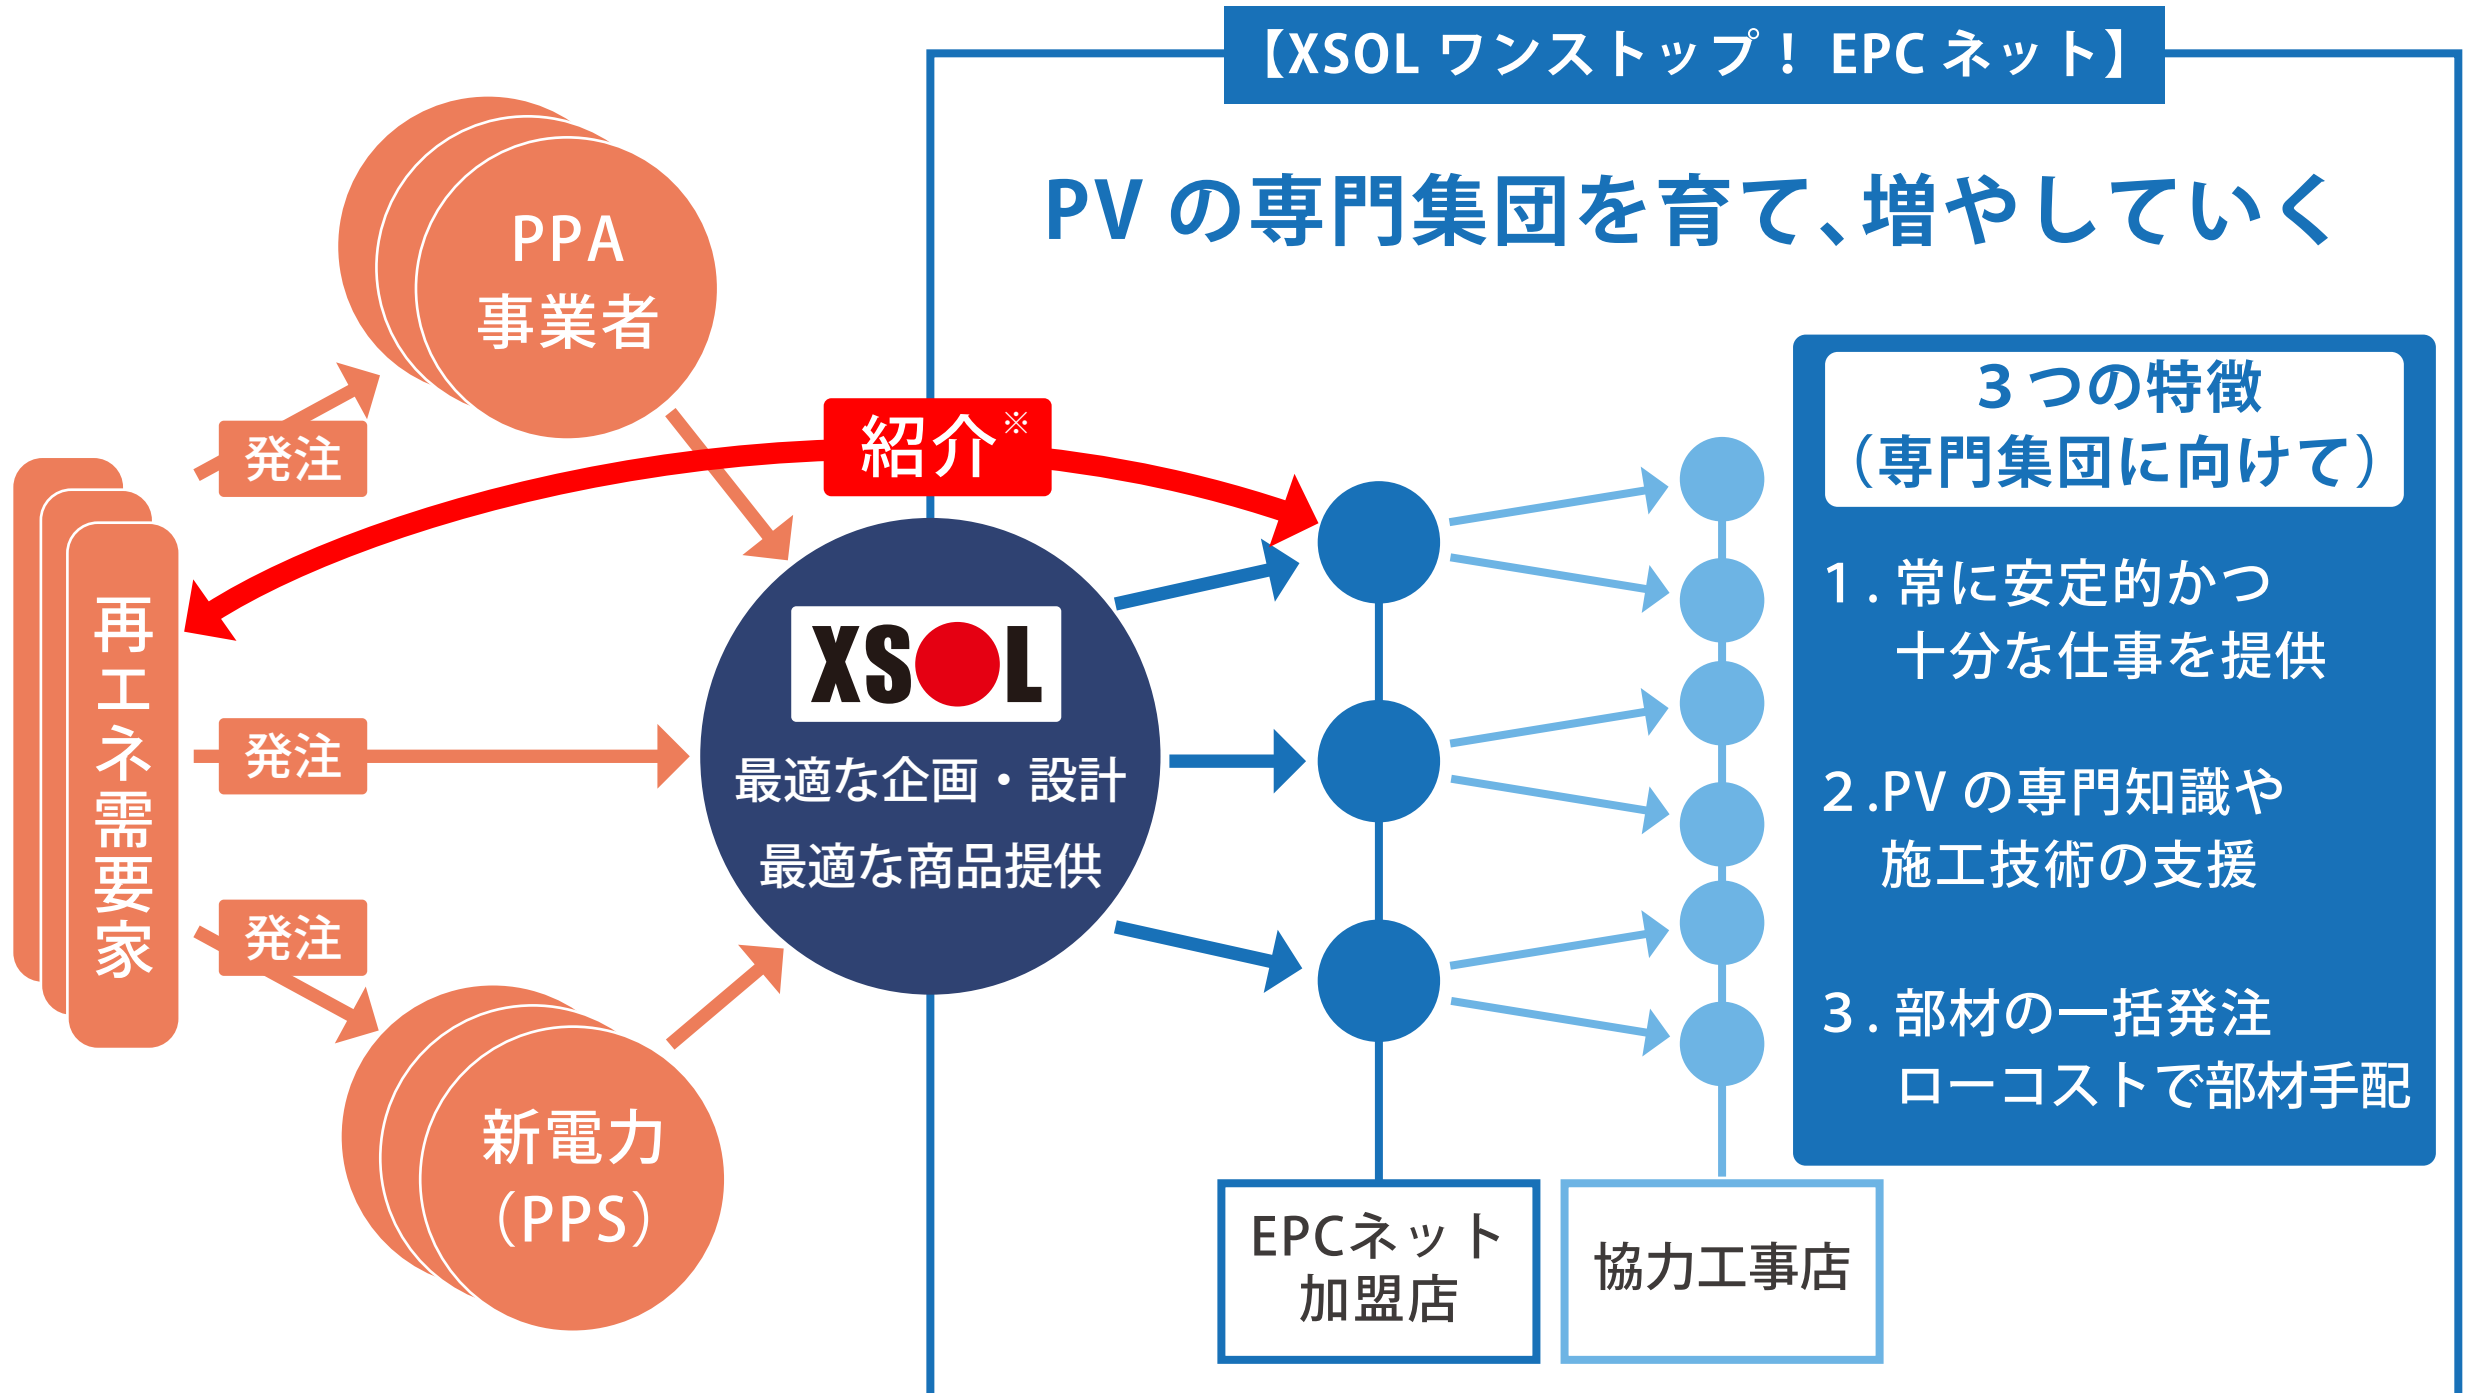 【XSOL ワンストップ！ EPC ネット】
PV の専門集団を育て、増やしていく
PPA
事業者
発注
紹介※
再エネ需要家
発注
発注
新電力
（PPS）
XSOL
最適な企画・設計
最適な商品提供
3 つの特徴
（専門集団に向けて）
1 . 常に安定的かつ
十分な仕事を提供
2 .PV の専門知識や
施工技術の支援
3 . 部材の一括発注
ローコストで部材手配
EPCネット
加盟店
協力工事店